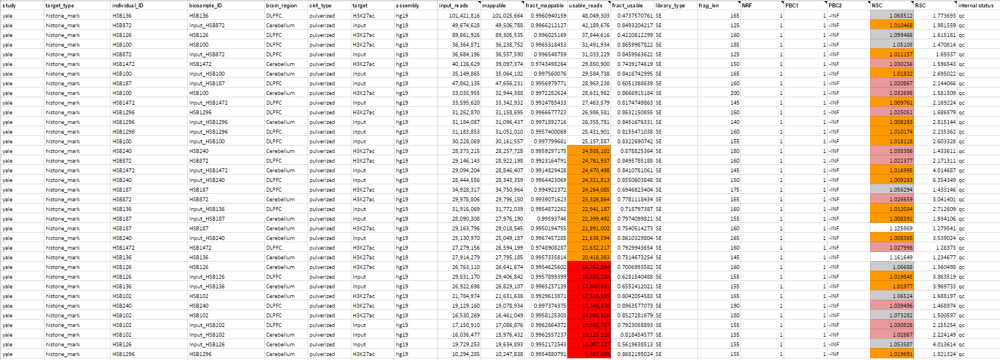 study target_type individual_ID biosample_ID brain_region cell_type target assembly input_reads mappable fract_mappable usable_reads fract_usable library_type frag_len NRF PBC1 PBC2 NSC RSC internal status
yale histone_mark HSB136 HSB136 DLPFC pulverized H3K27ac hg19 101,421,816 101,025,664 0.9960940159 48,049,303 0.4737570761 SE 165 1 1 -INF 1.068512 1.773693 qc
yale histone_mark HSB872 Input_HSB872 Cerebellum pulverized Input hg19 49,674,628 49,506,788 0.9966212127 42,189,676 0.8493204217 SE 125 1 1 -INF 1.010468 1.981559 qc
yale histone_mark HSB126 HSB126 DLPFC pulverized H3K27ac hg19 89,661,926 89,305,535 0.996025169 37,844,616 0.4220812299 SE 160 1 1 -INF 1.099466 1.615181 qc
yale histone_mark HSB100 HSB100 DLPFC pulverized H3K27ac hg19 36,364,871 36,238,752 0.9965318453 31,491,934 0.8659987822 SE 185 1 1 -INF 1.05103 1.470814 qc
yale histone_mark HSB872 Input_HSB872 DLPFC pulverized Input hg19 36,684,196 36,557,590 0.996548759 31,033,229 0.8459563622 SE 125 1 1 -INF 1.011157 1.69337 qc
yale histone_mark HSB1472 HSB1472 Cerebellum pulverized H3K27ac hg19 40,126,629 39,097,374 0.9743498264 29,850,900 0.7439174619 SE 150 1 1 -INF 1.030256 1.596543 qc
yale histone_mark HSB100 Input_HSB100 Cerebellum pulverized Input hg19 35,149,865 35,064,102 0.997560076 29,584,738 0.8416742995 SE 165 1 1 -INF 1.01832 2.695022 qc
yale histone_mark HSB187 Input_HSB187 DLPFC pulverized Input hg19 47,862,135 47,656,231 0.9956979771 28,963,238 0.6051388639 SE 160 1 1 -INF 1.020867 2.144066 qc
yale histone_mark HSB100 HSB100 Cerebellum pulverized H3K27ac hg19 33,035,955 32,944,388 0.9972282624 28,631,982 0.8666915184 SE 200 1 1 -INF 1.032698 1.581509 qc
yale histone_mark HSB1472 Input_HSB1472 DLPFC pulverized Input hg19 33,595,620 33,342,932 0.9924785433 27,463,579 0.8174749863 SE 145 1 1 -INF 1.009761 2.169224 qc
yale histone_mark HSB1296 HSB1296 DLPFC pulverized H3K27ac hg19 31,262,870 31,158,695 0.9966677723 26,986,581 0.8632150855 SE 160 1 1 -INF 1.025051 1.686579 qc
yale histone_mark HSB1296 Input_HSB1296 Cerebellum pulverized Input hg19 31,184,087 31,096,437 0.9971892716 26,355,781 0.8451676331 SE 140 1 1 -INF 1.008283 2.815144 qc
yale histone_mark HSB1296 Input_HSB1296 DLPFC pulverized Input hg19 31,183,853 31,051,010 0.9957400069 25,431,901 0.8155471038 SE 160 1 1 -INF 1.010174 2.235362 qc
yale histone_mark HSB100 Input_HSB100 DLPFC pulverized Input hg19 30,228,069 30,161,557 0.997799661 25,157,887 0.8322690742 SE 155 1 1 -INF 1.018118 2.603328 qc
yale histone_mark HSB240 HSB240 Cerebellum pulverized H3K27ac hg19 28,373,215 28,257,728 0.9959297175 24,935,101 0.878825364 SE 180 1 1 -INF 1.038386 1.433611 qc
yale histone_mark HSB872 HSB872 DLPFC pulverized H3K27ac hg19 29,146,143 28,922,198 0.9923164791 24,761,937 0.8495785188 SE 160 1 1 -INF 1.022377 2.171311 qc
yale histone_mark HSB1472 Input_HSB1472 Cerebellum pulverized Input hg19 29,094,204 28,846,407 0.9914829428 24,470,498 0.8410781061 SE 145 1 1 -INF 1.016995 4.014687 qc
yale histone_mark HSB240 Input_HSB240 DLPFC pulverized Input hg19 28,444,556 28,343,359 0.9964423069 24,321,813 0.8550603848 SE 150 1 1 -INF 1.009283 6.354349 qc
yale histone_mark HSB187 HSB187 DLPFC pulverized H3K27ac hg19 34,928,317 34,750,964 0.994922372 24,264,085 0.6946823404 SE 175 1 1 -INF 1.056294 1.433146 qc
yale histone_mark HSB872 HSB872 Cerebellum pulverized H3K27ac hg19 29,978,806 29,796,150 0.9939071623 23,326,864 0.7781118434 SE 165 1 1 -INF 1.026659 3.041401 qc
yale histone_mark HSB136 Input_HSB136 DLPFC pulverized Input hg19 31,916,069 31,772,039 0.9954872262 22,941,187 0.718797387 SE 160 1 1 -INF 1.012034 2.712609 qc
yale histone_mark HSB187 Input_HSB187 Cerebellum pulverized Input hg19 28,090,308 27,976,190 0.99593746 22,399,492 0.7974099821 SE 155 1 1 -INF 1.008591 1.934106 qc
yale histone_mark HSB187 HSB187 Cerebellum pulverized H3K27ac hg19 29,163,796 29,018,545 0.9950194755 21,991,002 0.7540514273 SE 160 1 1 -INF 1.125869 1.279541 qc
yale histone_mark HSB240 Input_HSB240 Cerebellum pulverized Input hg19 25,130,970 25,049,187 0.9967457285 21,638,594 0.8610329804 SE 165 1 1 -INF 1.008365 3.539024 qc
yale histone_mark HSB1472 HSB1472 DLPFC pulverized H3K27ac hg19 27,279,156 26,594,199 0.9748908287 21,632,217 0.7929943654 SE 160 1 1 -INF 1.027998 1.28373 qc
yale histone_mark HSB136 HSB136 Cerebellum pulverized H3K27ac hg19 27,914,279 27,795,185 0.9957335814 20,418,383 0.7314673254 SE 145 1 1 -INF 1.161649 1.234677 qc
yale histone_mark HSB126 HSB126 Cerebellum pulverized H3K27ac hg19 26,763,110 26,641,674 0.9954625602 18,752,894 0.7006993582 SE 160 1 1 -INF 1.06688 1.360498 qc
yale histone_mark HSB126 Input_HSB126 DLPFC pulverized Input hg19 29,531,170 29,406,842 0.9957899399 18,550,124 0.6281540488 SE 155 1 1 -INF 1.019845 3.863519 qc
yale histone_mark HSB136 Input_HSB136 Cerebellum pulverized Input hg19 26,922,698 26,829,107 0.9965237139 17,640,861 0.6552412021 SE 155 1 1 -INF 1.01977 3.969733 qc
yale histone_mark HSB102 HSB102 Cerebellum pulverized H3K27ac hg19 21,784,974 21,631,638 0.9929613871 17,519,595 0.8042054583 SE 165 1 1 -INF 1.06524 1.688197 qc
yale histone_mark HSB240 HSB240 DLPFC pulverized H3K27ac hg19 19,129,160 19,078,934 0.997374375 17,146,570 0.8963577073 SE 190 1 1 -INF 1.039496 1.468974 qc
yale histone_mark HSB102 HSB102 DLPFC pulverized H3K27ac hg19 16,530,269 16,461,049 0.9958125303 14,095,826 0.8527281679 SE 180 1 1 -INF 1.073282 1.500597 qc
yale histone_mark HSB102 Input_HSB102 DLPFC pulverized Input hg19 17,150,910 17,086,876 0.9962664372 13,588,767 0.7923058893 SE 155 1 1 -INF 1.030826 2.155254 qc
yale histone_mark HSB102 Input_HSB102 Cerebellum pulverized Input hg19 16,036,477 15,976,432 0.9962557237 13,125,128 0.818454577 SE 155 1 1 -INF 1.02867 2.224149 qc
yale histone_mark HSB126 Input_HSB126 Cerebellum pulverized Input hg19 19,729,253 19,634,893 0.9952172543 11,087,127 0.5619638513 SE 155 1 1 -INF 1.053587 4.013614 qc
yale histone_mark HSB1296 HSB1296 Cerebellum pulverized H3K27ac hg19 10,294,285 10,247,838 0.9954880791 8,937,699 0.8682195024 SE 155 1 1 -INF 1.019691 1.821324 qc